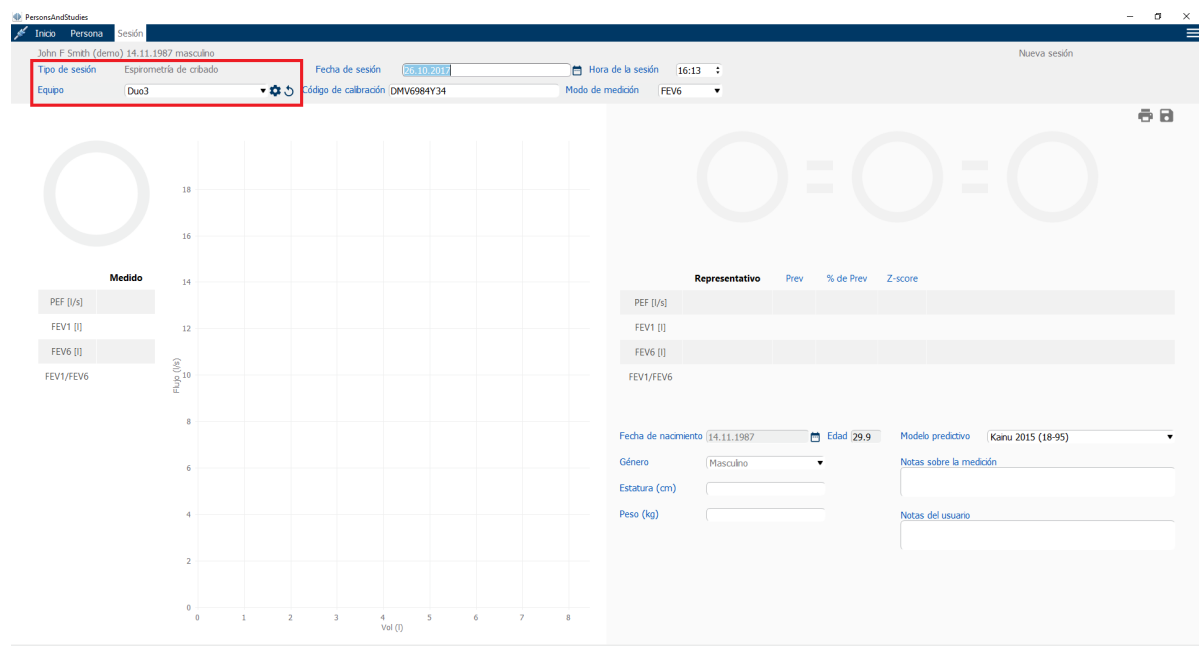 PersonsAndStudies
Inicio Persona Sesión
John F Smith (demo) 14.11.1987 masculino Nueva sesión
Tipo de sesión Espirometría de cribado Fecha de sesión 26.10.2017 Hora de la sesión 16:13
Equipo Duo3 Código de calibración DMV6984Y34 Modo de medición FEV6
Medido
PEF [l/s]
FEV1 [l]
FEV6 [l]
FEV1/FEV6
Flujo (l/s)
18
16
14
12
10
8
6
4
2
0
0 1 2 3 4 5 6 7 8
Vol (l)
Representativo Prev % de Prev Z-score
PEF [l/s]
FEV1 [l]
FEV6 [l]
FEV1/FEV6
Fecha de nacimiento 14.11.1987 Edad 29.9 Modelo predictivo Kainu 2015 (18-95)
Género Masculino Notas sobre la medición
Estatura (cm)
Peso (kg) Notas del usuario